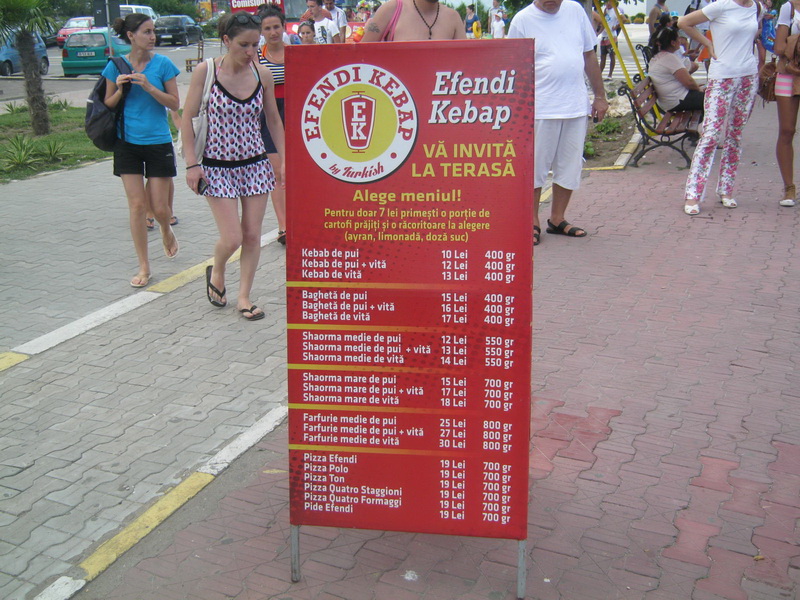 EFENDI KEBAP
EK
by Turkish
Efendi
Kebap
VĂ INVITĂ
LA TERASĂ
Alege meniul!
Pentru doar 7 lei primești o porție de
cartofi prăjiți și o răcoritoare la alegere
(ayran, limonadă, doză suc)
Kebab de pui 10 Lei 400 gr
Kebab de pui + vită 12 Lei 400 gr
Kebab de vită 13 Lei 400 gr
Baghetă de pui 15 Lei 400 gr
Baghetă de pui + vită 16 Lei 400 gr
Baghetă de vită 17 Lei 400 gr
Shaorma medie de pui 12 Lei 550 gr
Shaorma medie de pui + vită 13 Lei 550 gr
Shaorma medie de vită 14 Lei 550 gr
Shaorma mare de pui 15 Lei 700 gr
Shaorma mare de pui + vită 17 Lei 700 gr
Shaorma mare de vită 18 Lei 700 gr
Farfurie medie de pui 25 Lei 800 gr
Farfurie medie de pui + vită 27 Lei 800 gr
Farfurie medie de vită 30 Lei 800 gr
Pizza Efendi 19 Lei 700 gr
Pizza Polo 19 Lei 700 gr
Pizza Ton 19 Lei 700 gr
Pizza Quatro Staggioni 19 Lei 700 gr
Pizza Quatro Formaggi 19 Lei 700 gr
Pide Efendi 19 Lei 700 gr